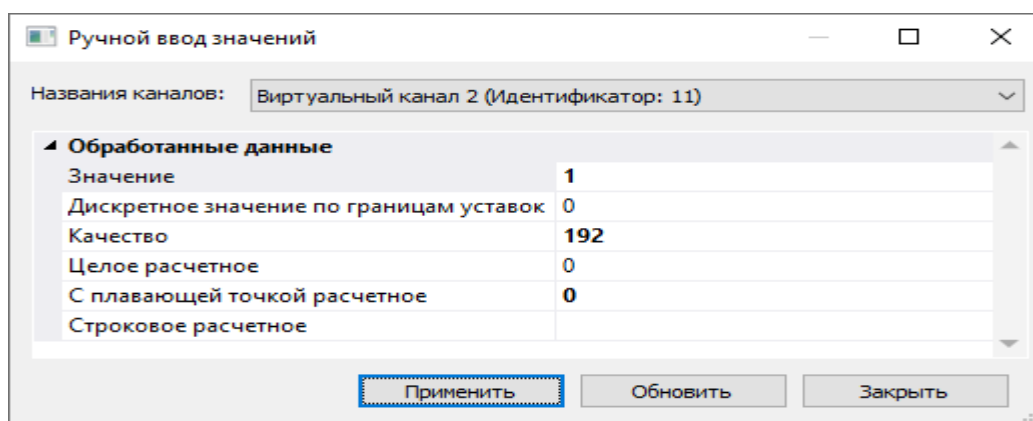 Ручной ввод значений
Названия каналов: Виртуальный канал 2 (Идентификатор: 11)
Обработанные данные
Значение 1
Дискретное значение по границам уставок 0
Качество 192
Целое расчетное 0
С плавающей точкой расчетное 0
Строковое расчетное
Применить Обновить Закрыть